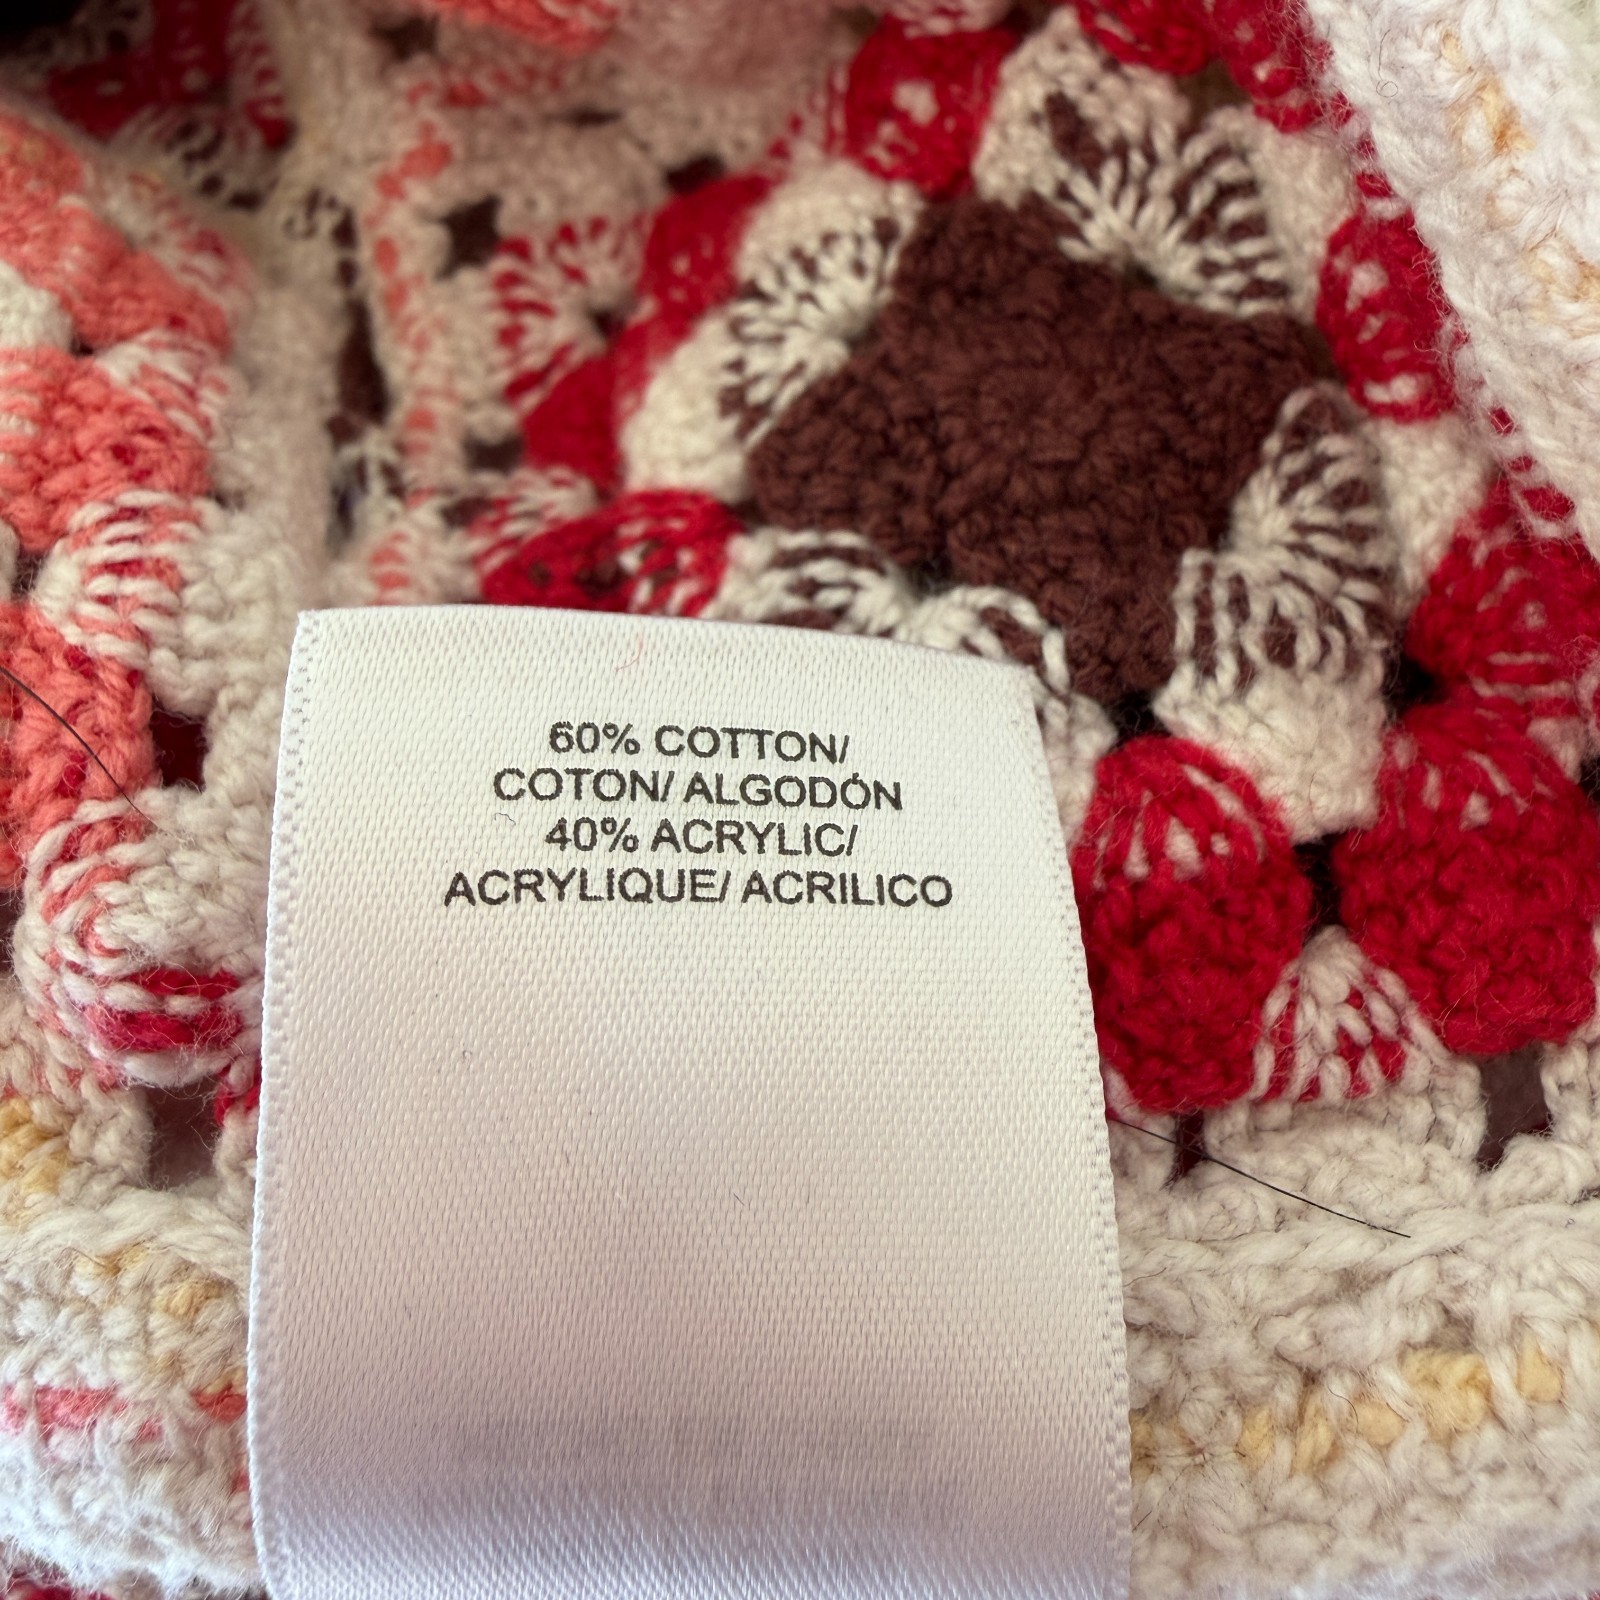 60% COTTON/
COTON/ ALGODÓN
40% ACRYLIC/
ACRYLIQUE/ ACRILICO